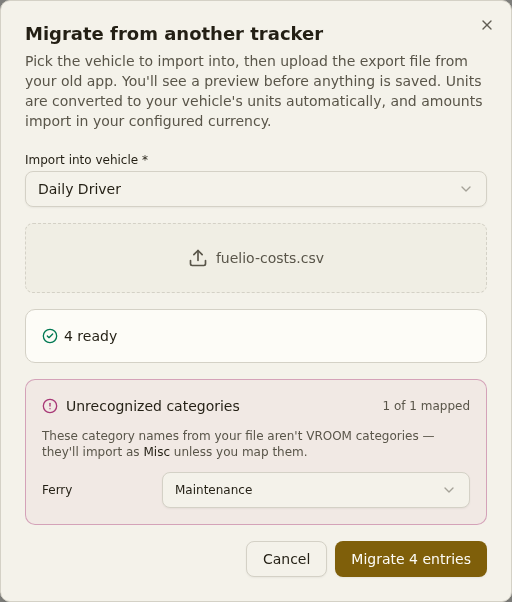 Migrate from another tracker
Pick the vehicle to import into, then upload the export file from
your old app. You'll see a preview before anything is saved. Units
are converted to your vehicle's units automatically, and amounts
import in your configured currency.
Import into vehicle *
Daily Driver
fuelio-costs.csv
4 ready
Unrecognized categories
1 of 1 mapped
These category names from your file aren't VROOM categories —
they'll import as Misc unless you map them.
Ferry
Maintenance
Cancel
Migrate 4 entries